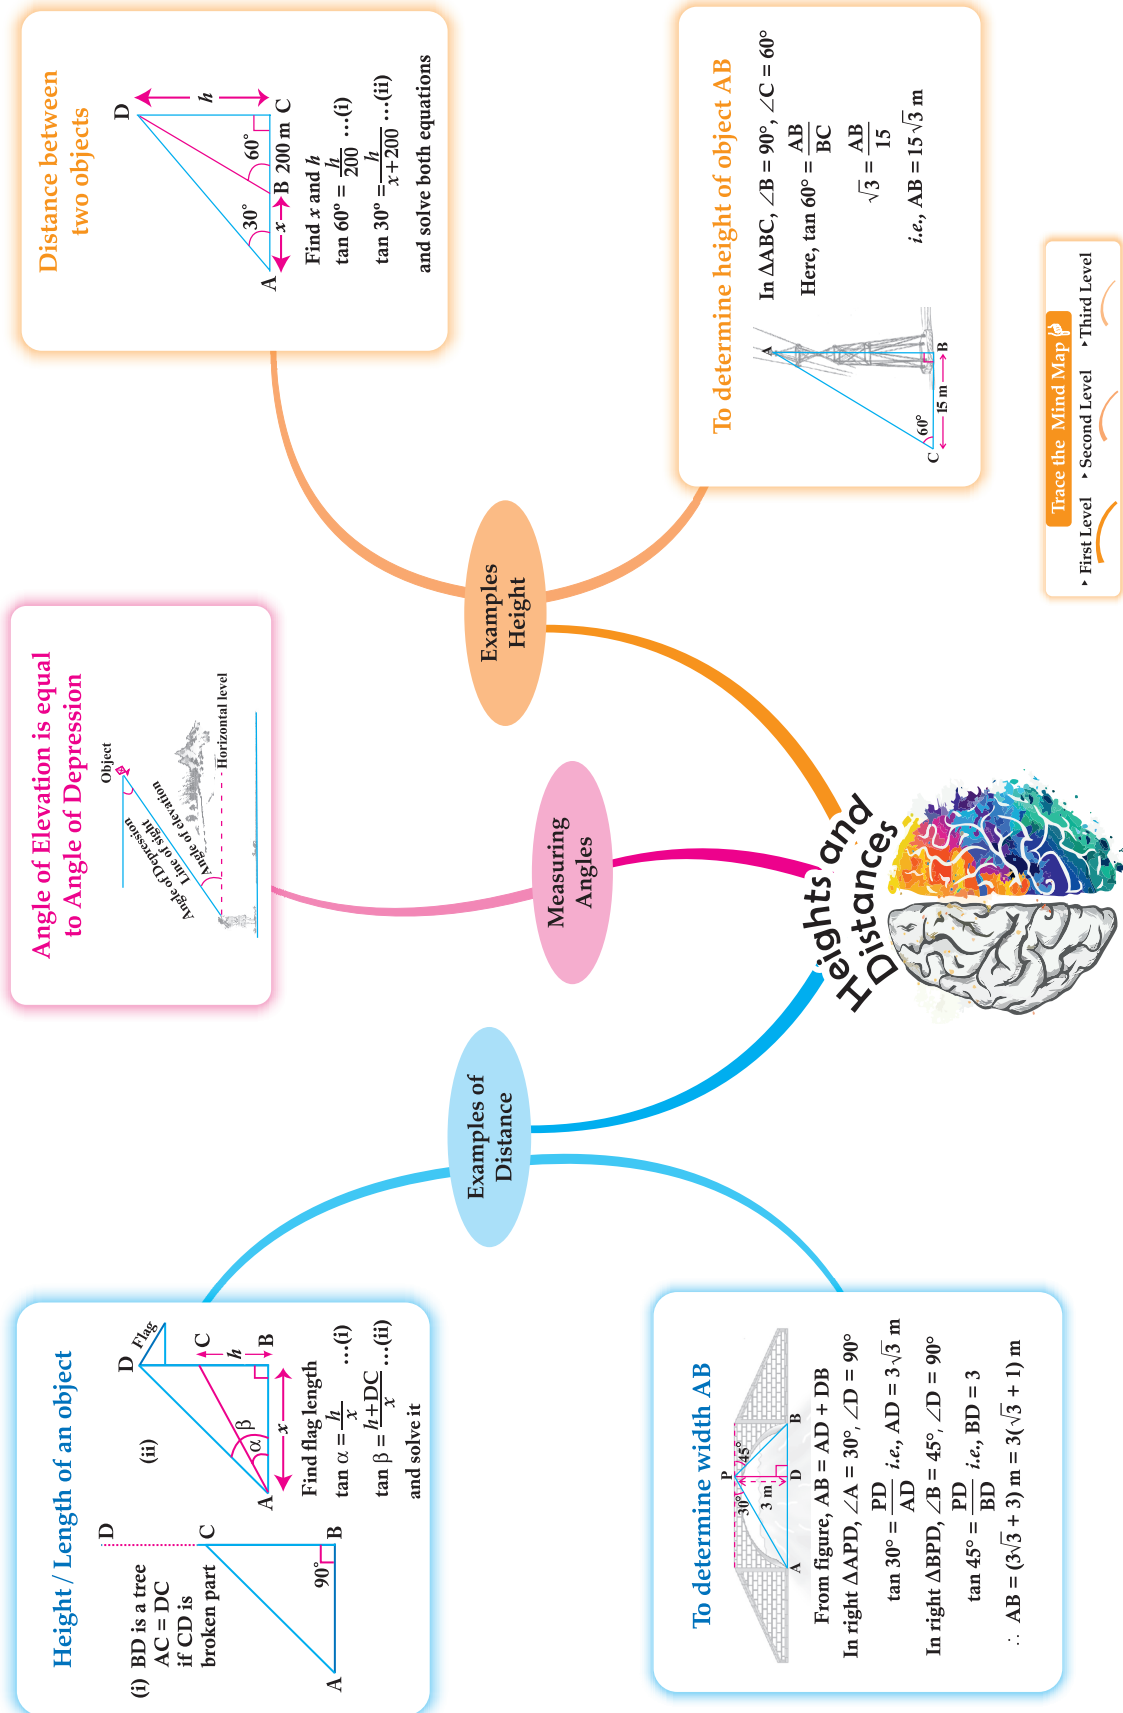 Heights and
Distances
Examples of
Distance
Height / Length of an object
(i) BD is a tree
AC = DC
if CD is
broken part
D
C
B
90°
A
(ii)
D
Flag
C
h
B
β
α
A
x
Find flag length
tan α = h/x ...(i)
tan β = h+DC/x ...(ii)
and solve it
To determine width AB
P
30°
45°
3 m
A
D
B
From figure, AB = AD + DB
In right ΔAPD, ∠A = 30°, ∠D = 90°
tan 30° = PD/AD i.e., AD = 3√3 m
In right ΔBPD, ∠B = 45°, ∠D = 90°
tan 45° = PD/BD i.e., BD = 3
∴ AB = (3√3 + 3) m = 3(√3 + 1) m
Measuring
Angles
Angle of Elevation is equal
to Angle of Depression
Object
Angle of Depression
Line of sight
Angle of elevation
Horizontal level
Examples
Height
Distance between
two objects
D
h
30°
60°
A
x
B 200 m C
Find x and h
tan 60° = h/200 ...(i)
tan 30° = h/x+200 ...(ii)
and solve both equations
To determine height of object AB
A
60°
C
15 m
B
In ΔABC, ∠B = 90°, ∠C = 60°
Here, tan 60° = AB/BC
√3 = AB/15
i.e., AB = 15√3 m
Trace the Mind Map
First Level
Second Level
Third Level